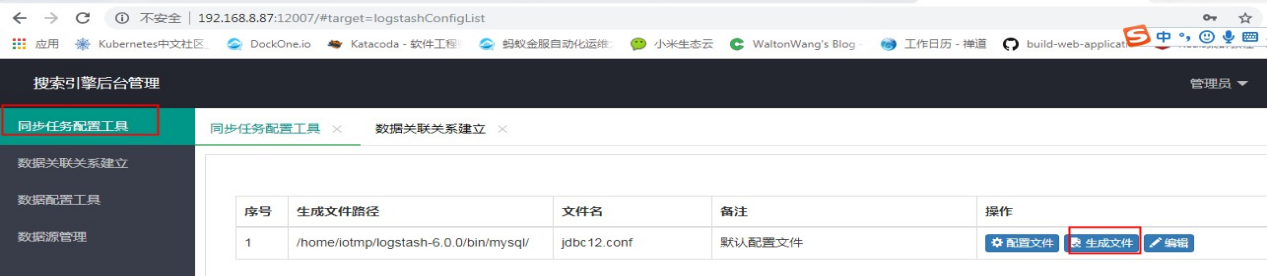 不安全 | 192.168.8.87:12007/#target=logstashConfigList
应用 Kubernetes中文社区 DockOne.io Katacoda - 软件工程 蚂蚁金服自动化运维 小米生态云 WaltonWang's Blog - 工作日历 - 禅道 build-web-applicati
中
搜索引擎后台管理 管理员
同步任务配置工具 同步任务配置工具 × 数据关联关系建立 ×
数据关联关系建立
数据配置工具
数据源管理
序号 生成文件路径 文件名 备注 操作
1 /home/iotmp/logstash-6.0.0/bin/mysql/ jdbc12.conf 默认配置文件 配置文件 生成文件 编辑